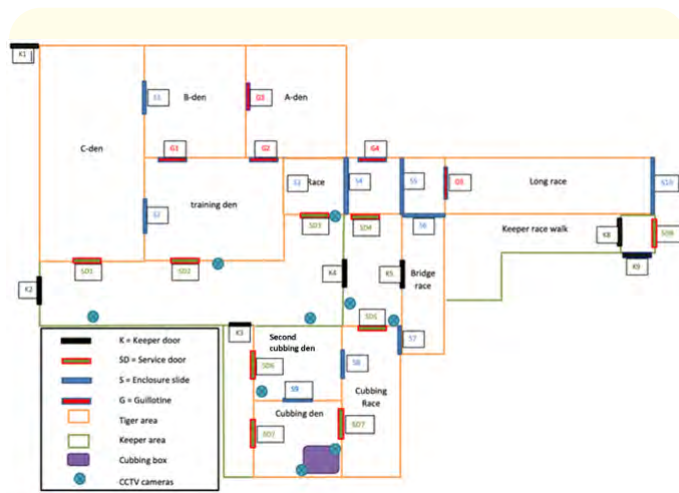 K1
S1
B-den
G3
A-den
C-den
G1
G2
G4
Race
S4
S5
G5
Long race
S10
training den
SD3
SD4
S6
Keeper race walk
K8
SD8
K9
SD1
SD2
K4
K5
Bridge
race
K2
K3
SD5
S7
K = Keeper door
SD = Service door
S = Enclosure slide
G = Guillotine
Tiger area
Keeper area
Cubbing box
CCTV cameras
Second
cubbing den
SD6
S8
S9
Cubbing
Race
Cubbing den
SD7